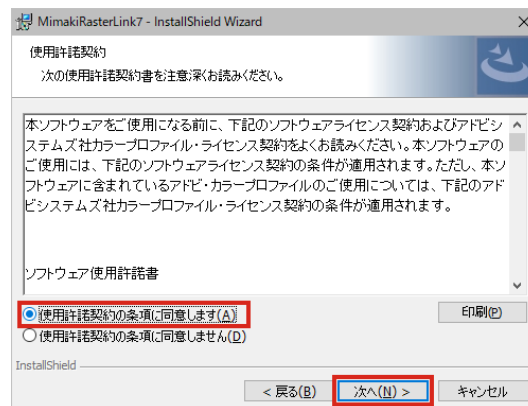 MimakiRasterLink7 - InstallShield Wizard
使用許諾契約
次の使用許諾契約書を注意深くお読みください。
本ソフトウェアをご使用になる前に、下記のソフトウェアライセンス契約およびアドビシ
ステムズ社カラープロファイル・ライセンス契約をよくお読みください。本ソフトウェアの
ご使用には、下記のソフトウェアライセンス契約の条件が適用されます。ただし、本ソ
フトウェアに含まれているアドビ・カラープロファイルのご使用については、下記のアド
ビシステムズ社カラープロファイル・ライセンス契約の条件が適用されます。
ソフトウェア使用許諾書
使用許諾契約の条項に同意します(A)
印刷(P)
使用許諾契約の条項に同意しません(D)
InstallShield
< 戻る(B)
次へ(N) >
キャンセル